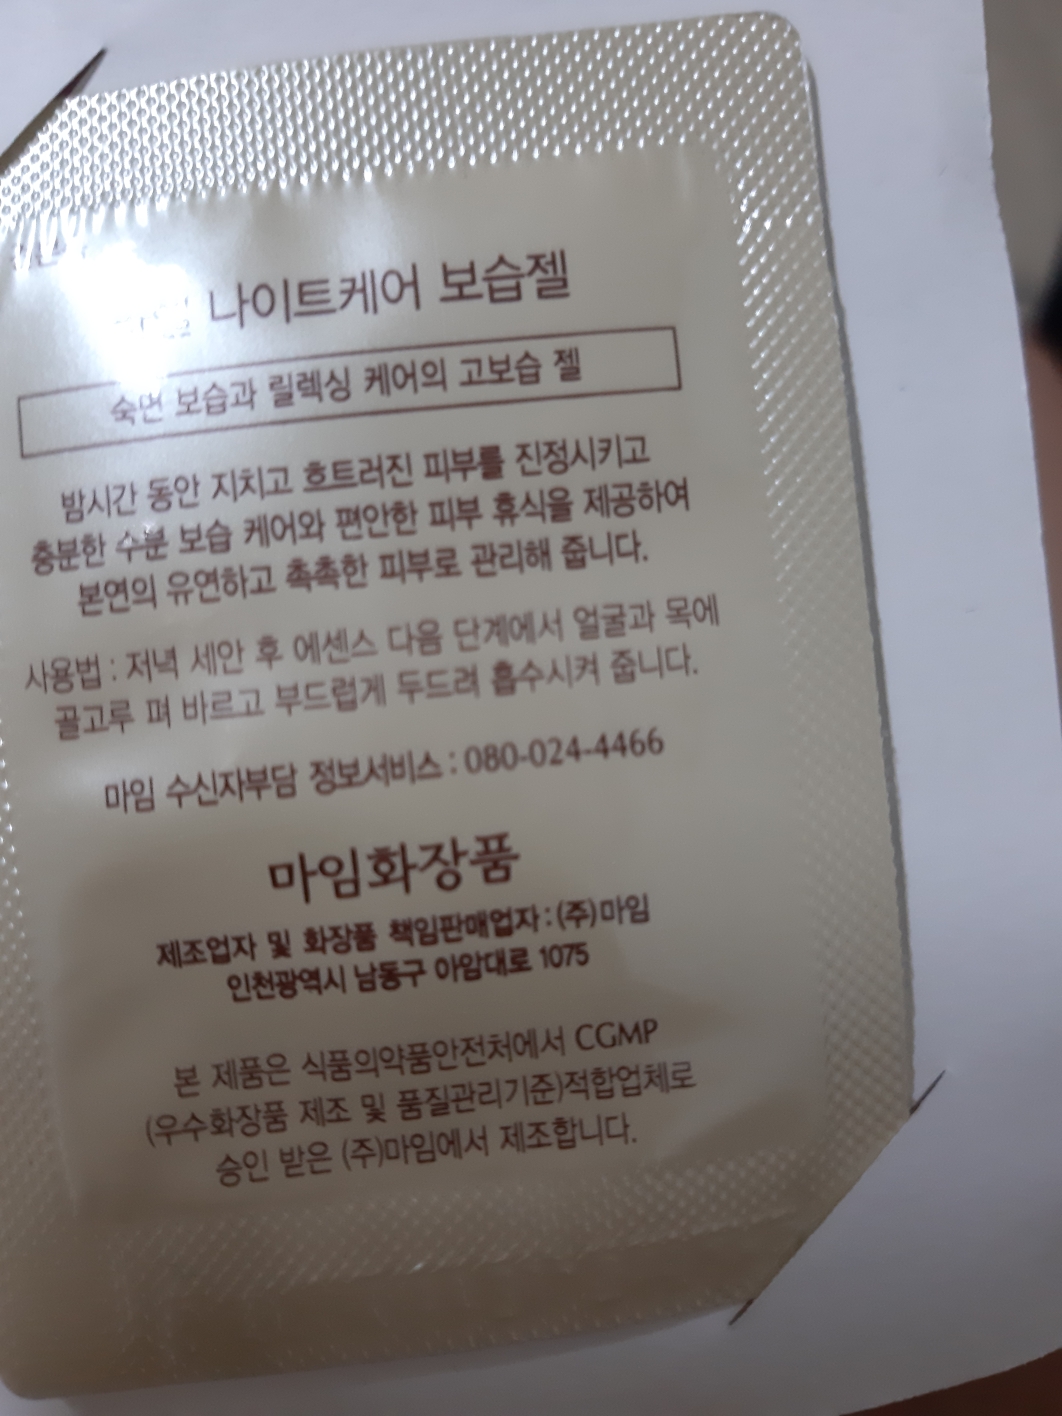 나이트케어 보습젤
숙면 보습과 릴렉싱 케어의 고보습 젤
밤시간 동안 지치고 흐트러진 피부를 진정시키고
충분한 수분 보습 케어와 편안한 피부 휴식을 제공하여
본연의 유연하고 촉촉한 피부로 관리해 줍니다.
사용법 : 저녁 세안 후 에센스 다음 단계에서 얼굴과 목에
골고루 펴 바르고 부드럽게 두드려 흡수시켜 줍니다.
마임 수신자부담 정보서비스 : 080-024-4466
마임화장품
제조업자 및 화장품 책임판매업자 : (주)마임
인천광역시 남동구 아암대로 1075
본 제품은 식품의약품안전처에서 CGMP
(우수화장품 제조 및 품질관리기준)적합업체로
승인 받은 (주)마임에서 제조합니다.